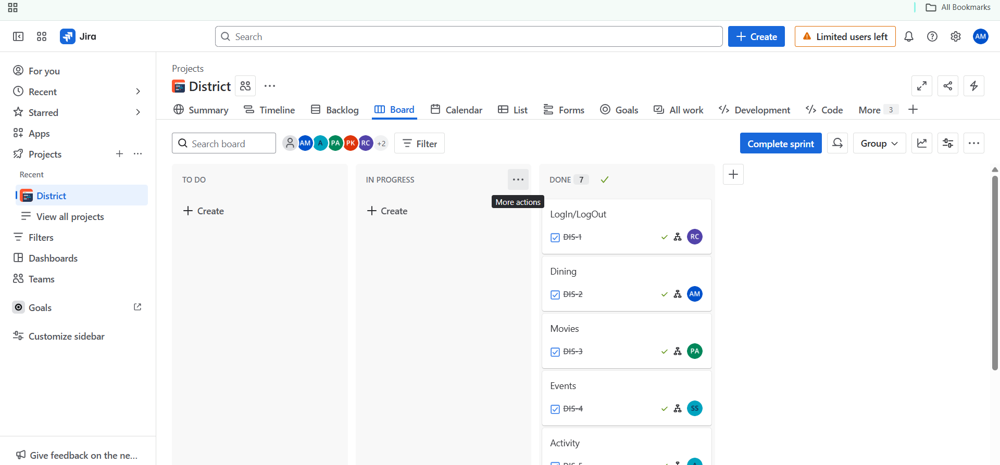 All Bookmarks
Jira
Search
Create
Limited users left
AM
For you
Recent
Starred
Apps
Projects
Recent
District
View all projects
Filters
Dashboards
Teams
Goals
Customize sidebar
Give feedback on the ne...
Projects
District
Summary
Timeline
Backlog
Board
Calendar
List
Forms
Goals
All work
Development
Code
More 3
Search board
AM
A
PA
PK
RC
+2
Filter
Complete sprint
Group
TO DO
Create
IN PROGRESS
More actions
Create
DONE 7
LogIn/LogOut
DIS-1
RC
Dining
DIS-2
AM
Movies
DIS-3
PA
Events
DIS-4
SS
Activity
DIS-5
A